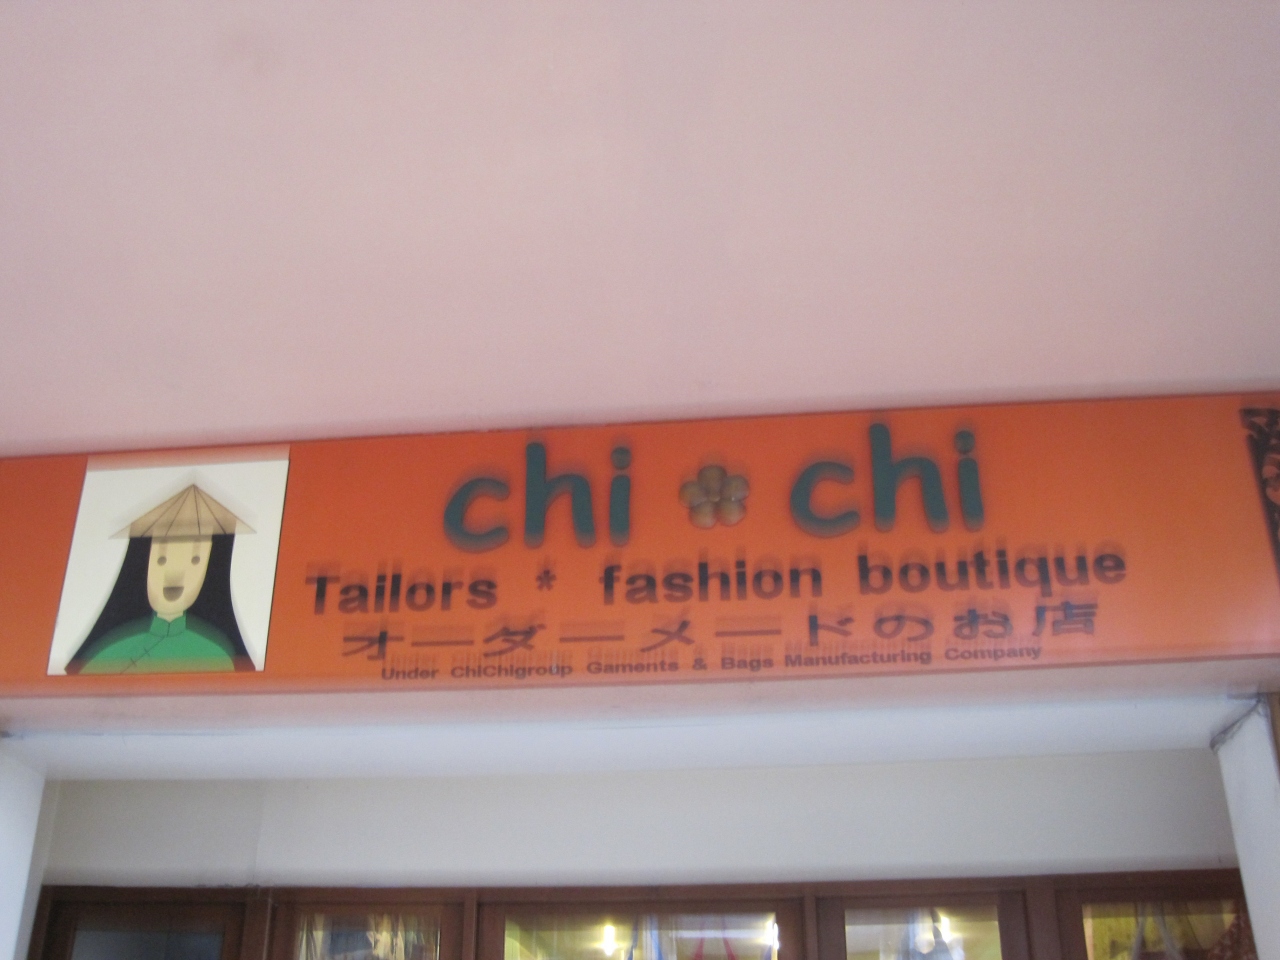 chi chi
Tailors * fashion boutique
オーダーメードのお店
Under ChiChigroup Gaments & Bags Manufacturing Company